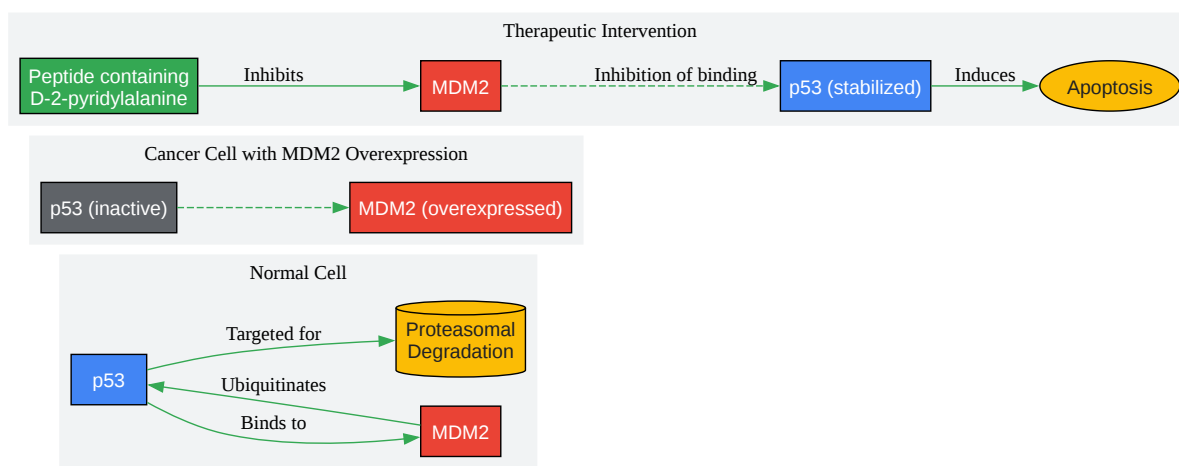 Therapeutic Intervention
Peptide containing
D-2-pyridylalanine
Inhibits
MDM2
Inhibition of binding
p53 (stabilized)
Induces
Apoptosis
Cancer Cell with MDM2 Overexpression
p53 (inactive)
MDM2 (overexpressed)
Normal Cell
p53
Targeted for
Proteasomal
Degradation
Ubiquitinates
Binds to
MDM2